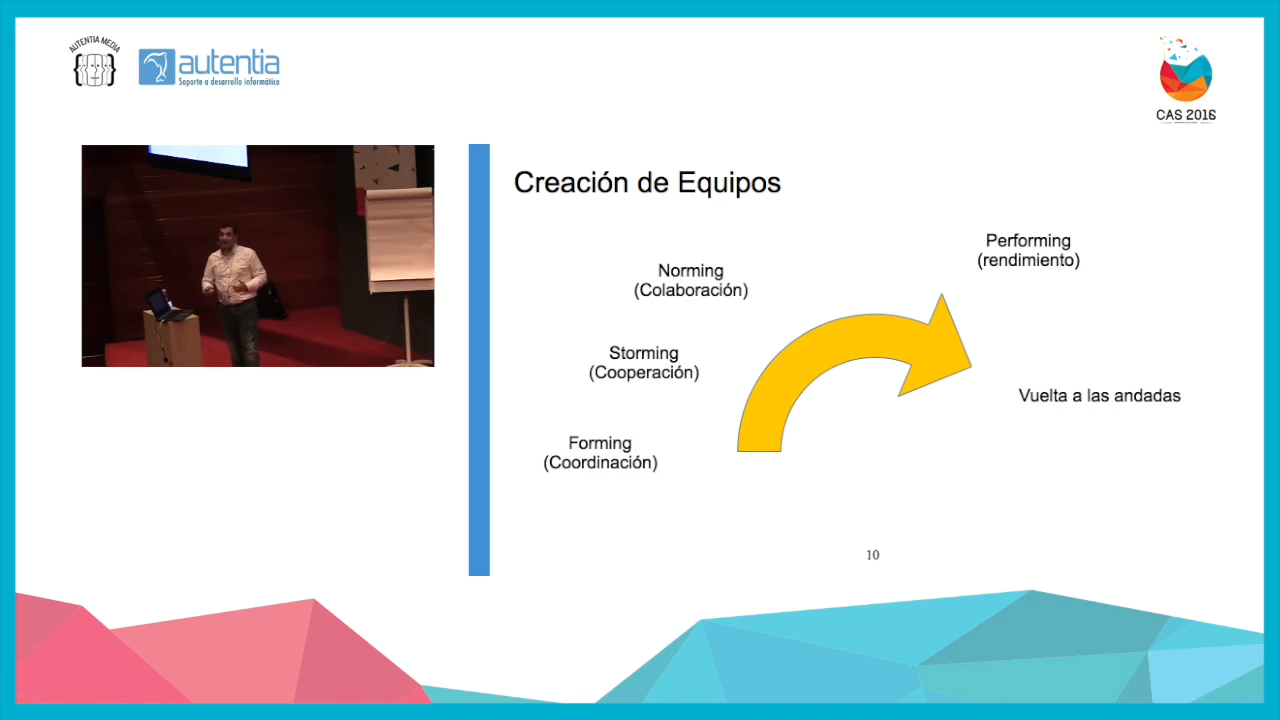 AUTENTIA MEDIA
autentia
Soporte a desarrollo informático
CAS 2016
Creación de Equipos
Performing
(rendimiento)
Norming
(Colaboración)
Storming
(Cooperación)
Vuelta a las andadas
Forming
(Coordinación)
10